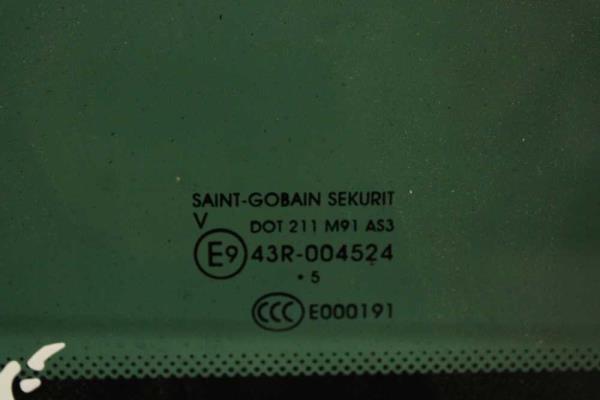 SAINT-GOBAIN SEKURIT
V DOT 211 M91 AS3
E9 43R-004524
• 5
CCC E000191